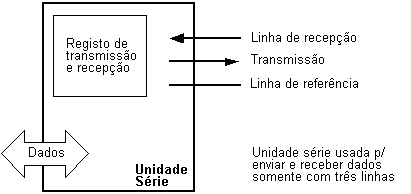 Registo de
transmissão
e recepção
Linha de recepção
Transmissão
Linha de referência
Dados
Unidade
Série
Unidade série usada p/
enviar e receber dados
somente com três linhas